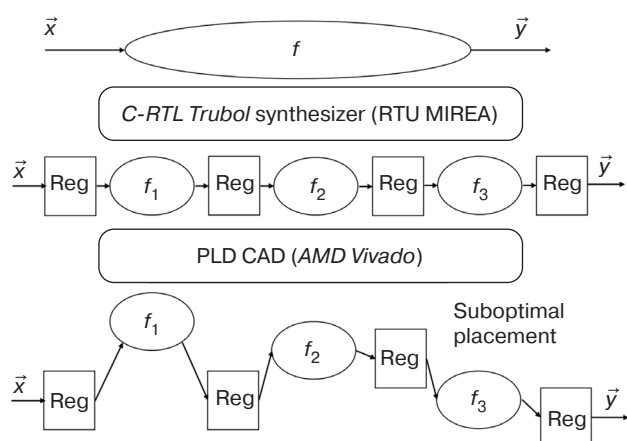 x⃗ f y⃗
C-RTL Trubol synthesizer (RTU MIREA)
x⃗ Reg f₁ Reg f₂ Reg f₃ Reg y⃗
PLD CAD (AMD Vivado)
Suboptimal
placement
x⃗ Reg f₁ Reg f₂ Reg f₃ Reg y⃗